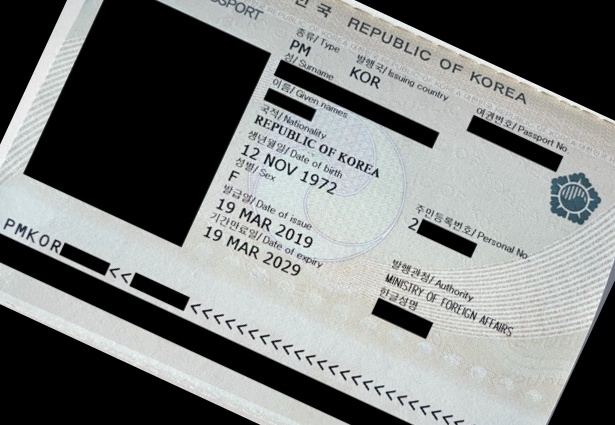 SSPORT
민국 REPUBLIC OF KOREA
종류/ Type
PM
발행국/ Issuing country
KOR
여권번호/ Passport No
성/ Surname
이름/ Given names
국적/ Nationality
REPUBLIC OF KOREA
생년월일/ Date of birth
12 NOV 1972
성별/ Sex
F
주민등록번호/ Personal No
2
발급일/ Date of issue
19 MAR 2019
발행관청/ Authority
MINISTRY OF FOREIGN AFFAIRS
기간만료일/ Date of expiry
19 MAR 2029
한글성명
PMKOR <<  <<<<<<<<<<<<<<<<<<<<<<<<<<<<